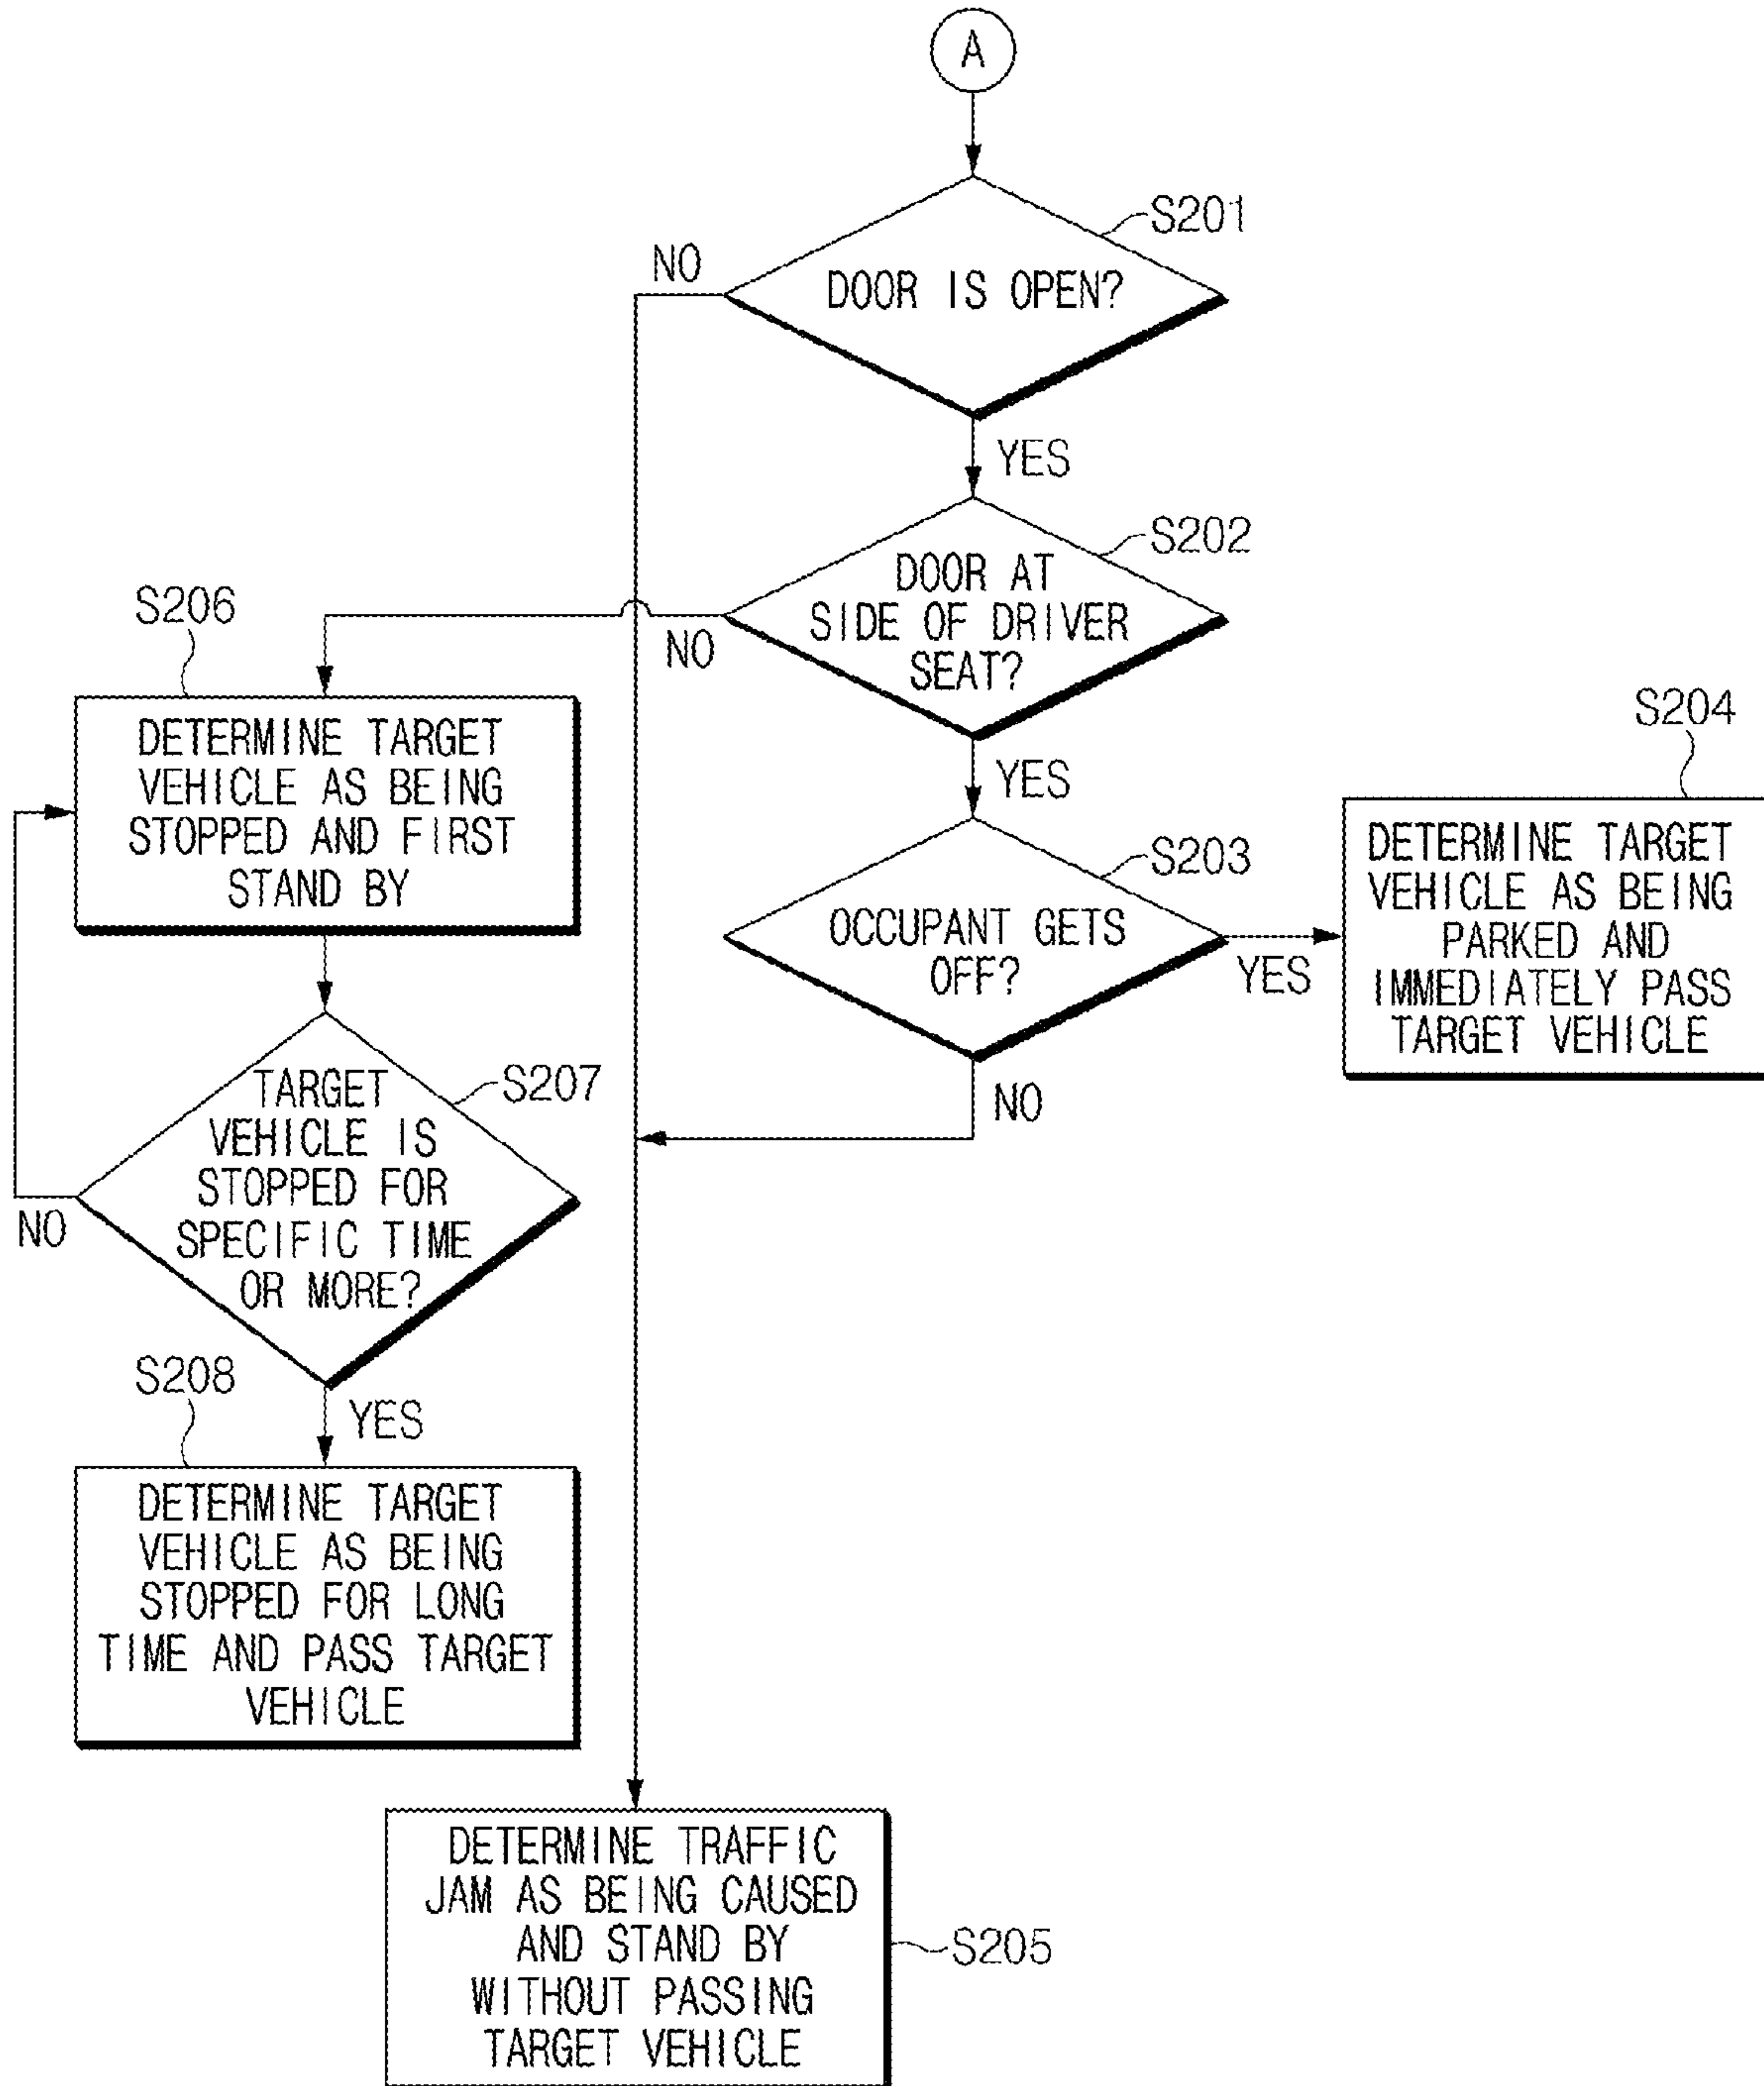 A
S201
NO
DOOR IS OPEN?
YES
S202
DOOR AT
SIDE OF DRIVER
SEAT?
NO
YES
S206
DETERMINE TARGET
VEHICLE AS BEING
STOPPED AND FIRST
STAND BY
S203
OCCUPANT GETS
OFF?
YES
NO
S204
DETERMINE TARGET
VEHICLE AS BEING
PARKED AND
IMMEDIATELY PASS
TARGET VEHICLE
S207
TARGET
VEHICLE IS
STOPPED FOR
SPECIFIC TIME
OR MORE?
NO
YES
S208
DETERMINE TARGET
VEHICLE AS BEING
STOPPED FOR LONG
TIME AND PASS TARGET
VEHICLE
DETERMINE TRAFFIC
JAM AS BEING CAUSED
AND STAND BY
WITHOUT PASSING
TARGET VEHICLE
S205